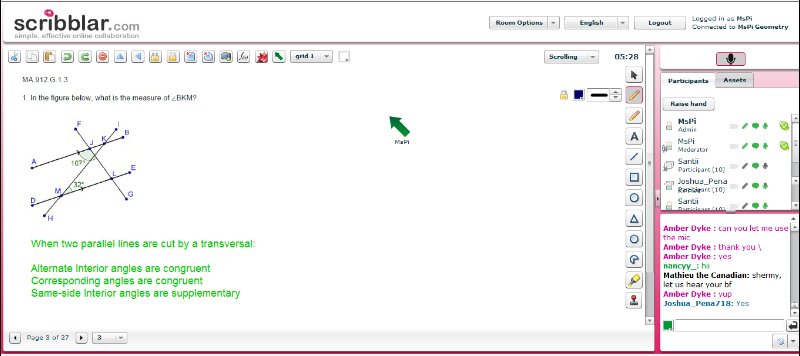 scribblar.com
simple, effective online collaboration
Room Options
English
Logout
Logged in as MsPi
Connected to MsPi Geometry
grid 1
Scrolling
05:28
MA.912 G.1.3
1. In the figure below, what is the measure of ∠BKM?
F
I
B
J
K
A
107°
E
L
M
32°
D
G
H
MsPi
When two parallel lines are cut by a transversal:
Alternate Interior angles are congruent
Corresponding angles are congruent
Same-side Interior angles are supplementary
Page 3 of 27
3
A
Participants
Assets
Raise hand
MsPi
Admin
MsPi
Moderator
Santii
Participant (10)
Joshua_Pena
Participant (10)
Santii
Participant (10)
Amber Dyke : can you let me use
the mic
Amber Dyke : thank you \
Amber Dyke : yes
nancyy_: hi
Mathieu the Canadian: shermy,
let us hear your bf
Amber Dyke : yup
Joshua_Pena718: Yes